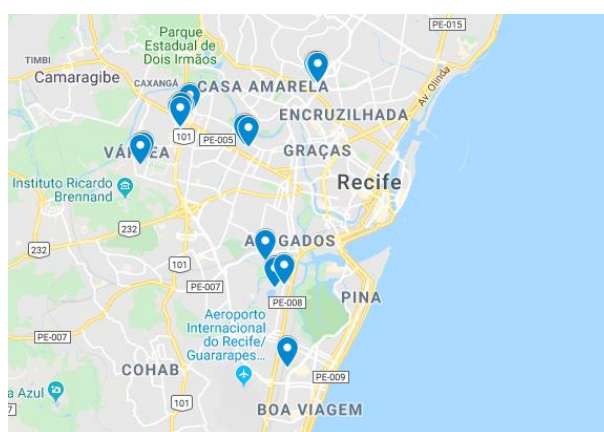 PE-015
Parque
Estadual de
Dois Irmãos
TIMBI
Camaragibe
CAXANGÁ
CASA AMARELA
Av. Olinda
ENCRUZILHADA
101
PE-005
VÁRZEA
GRAÇAS
Instituto Ricardo
Brennand
Recife
232
232
AFOGADOS
101
PE-007
PE-008
PINA
Aeroporto
Internacional
do Recife/
Guararapes...
PE-007
COHAB
PE-009
a Azul
101
BOA VIAGEM